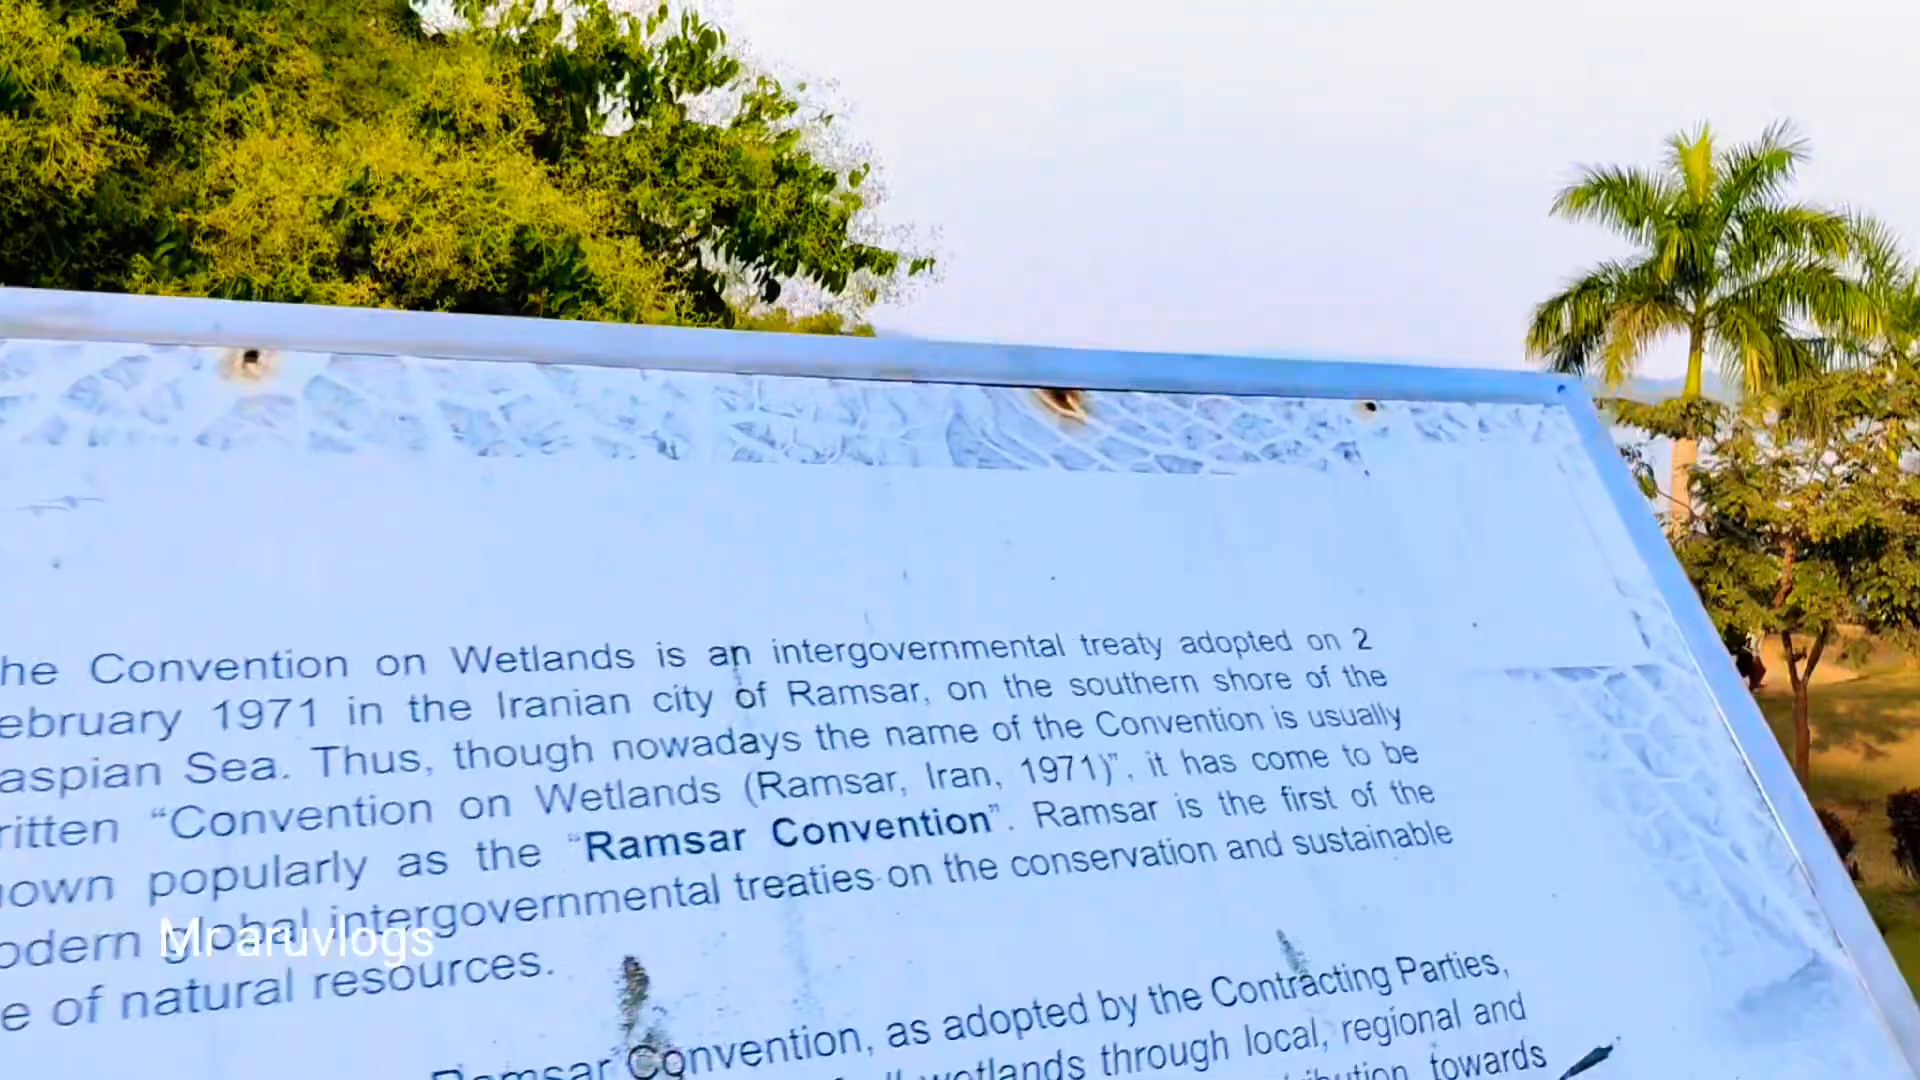 he Convention on Wetlands is an intergovernmental treaty adopted on 2
ebruary 1971 in the Iranian city of Ramsar, on the southern shore of the
aspian Sea. Thus, though nowadays the name of the Convention is usually
ritten “Convention on Wetlands (Ramsar, Iran, 1971)”, it has come to be
own popularly as the “Ramsar Convention”. Ramsar is the first of the
odern global intergovernmental treaties on the conservation and sustainable
e of natural resources.
Mr aruvlogs
Ramsar Convention, as adopted by the Contracting Parties,
wetlands through local, regional and
towards